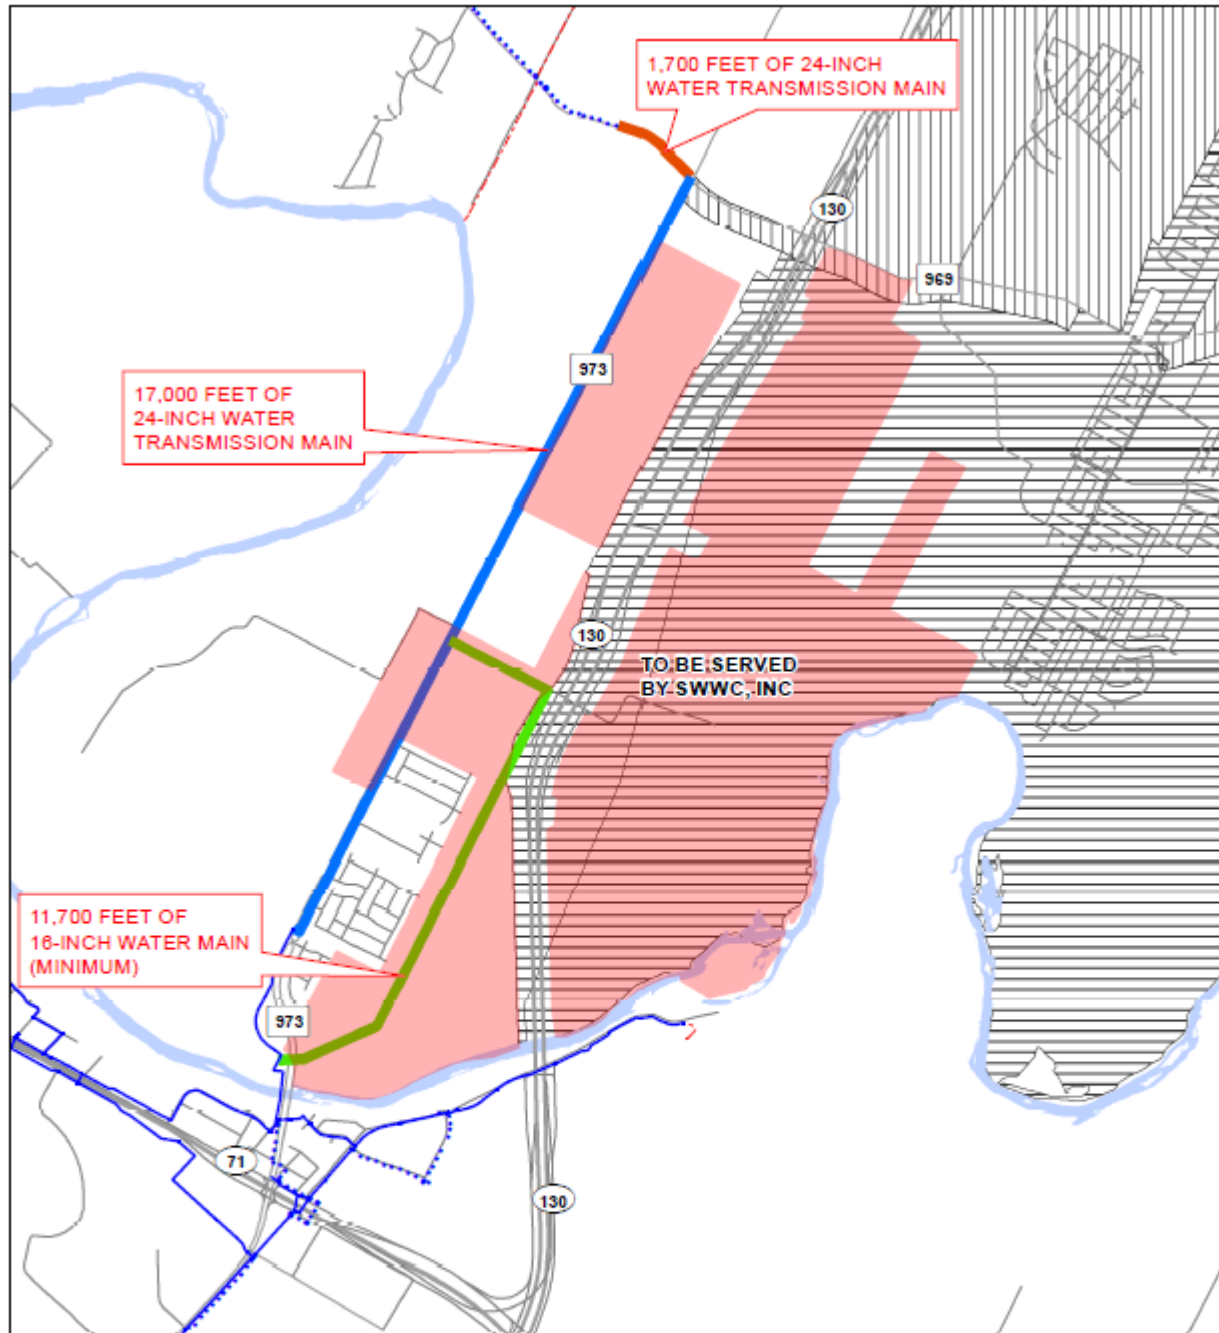 1,700 FEET OF 24-INCH
WATER TRANSMISSION MAIN
130
969
973
17,000 FEET OF
24-INCH WATER
TRANSMISSION MAIN
130
TO BE SERVED
BY SWWC, INC
11,700 FEET OF
16-INCH WATER MAIN
(MINIMUM)
973
71
130